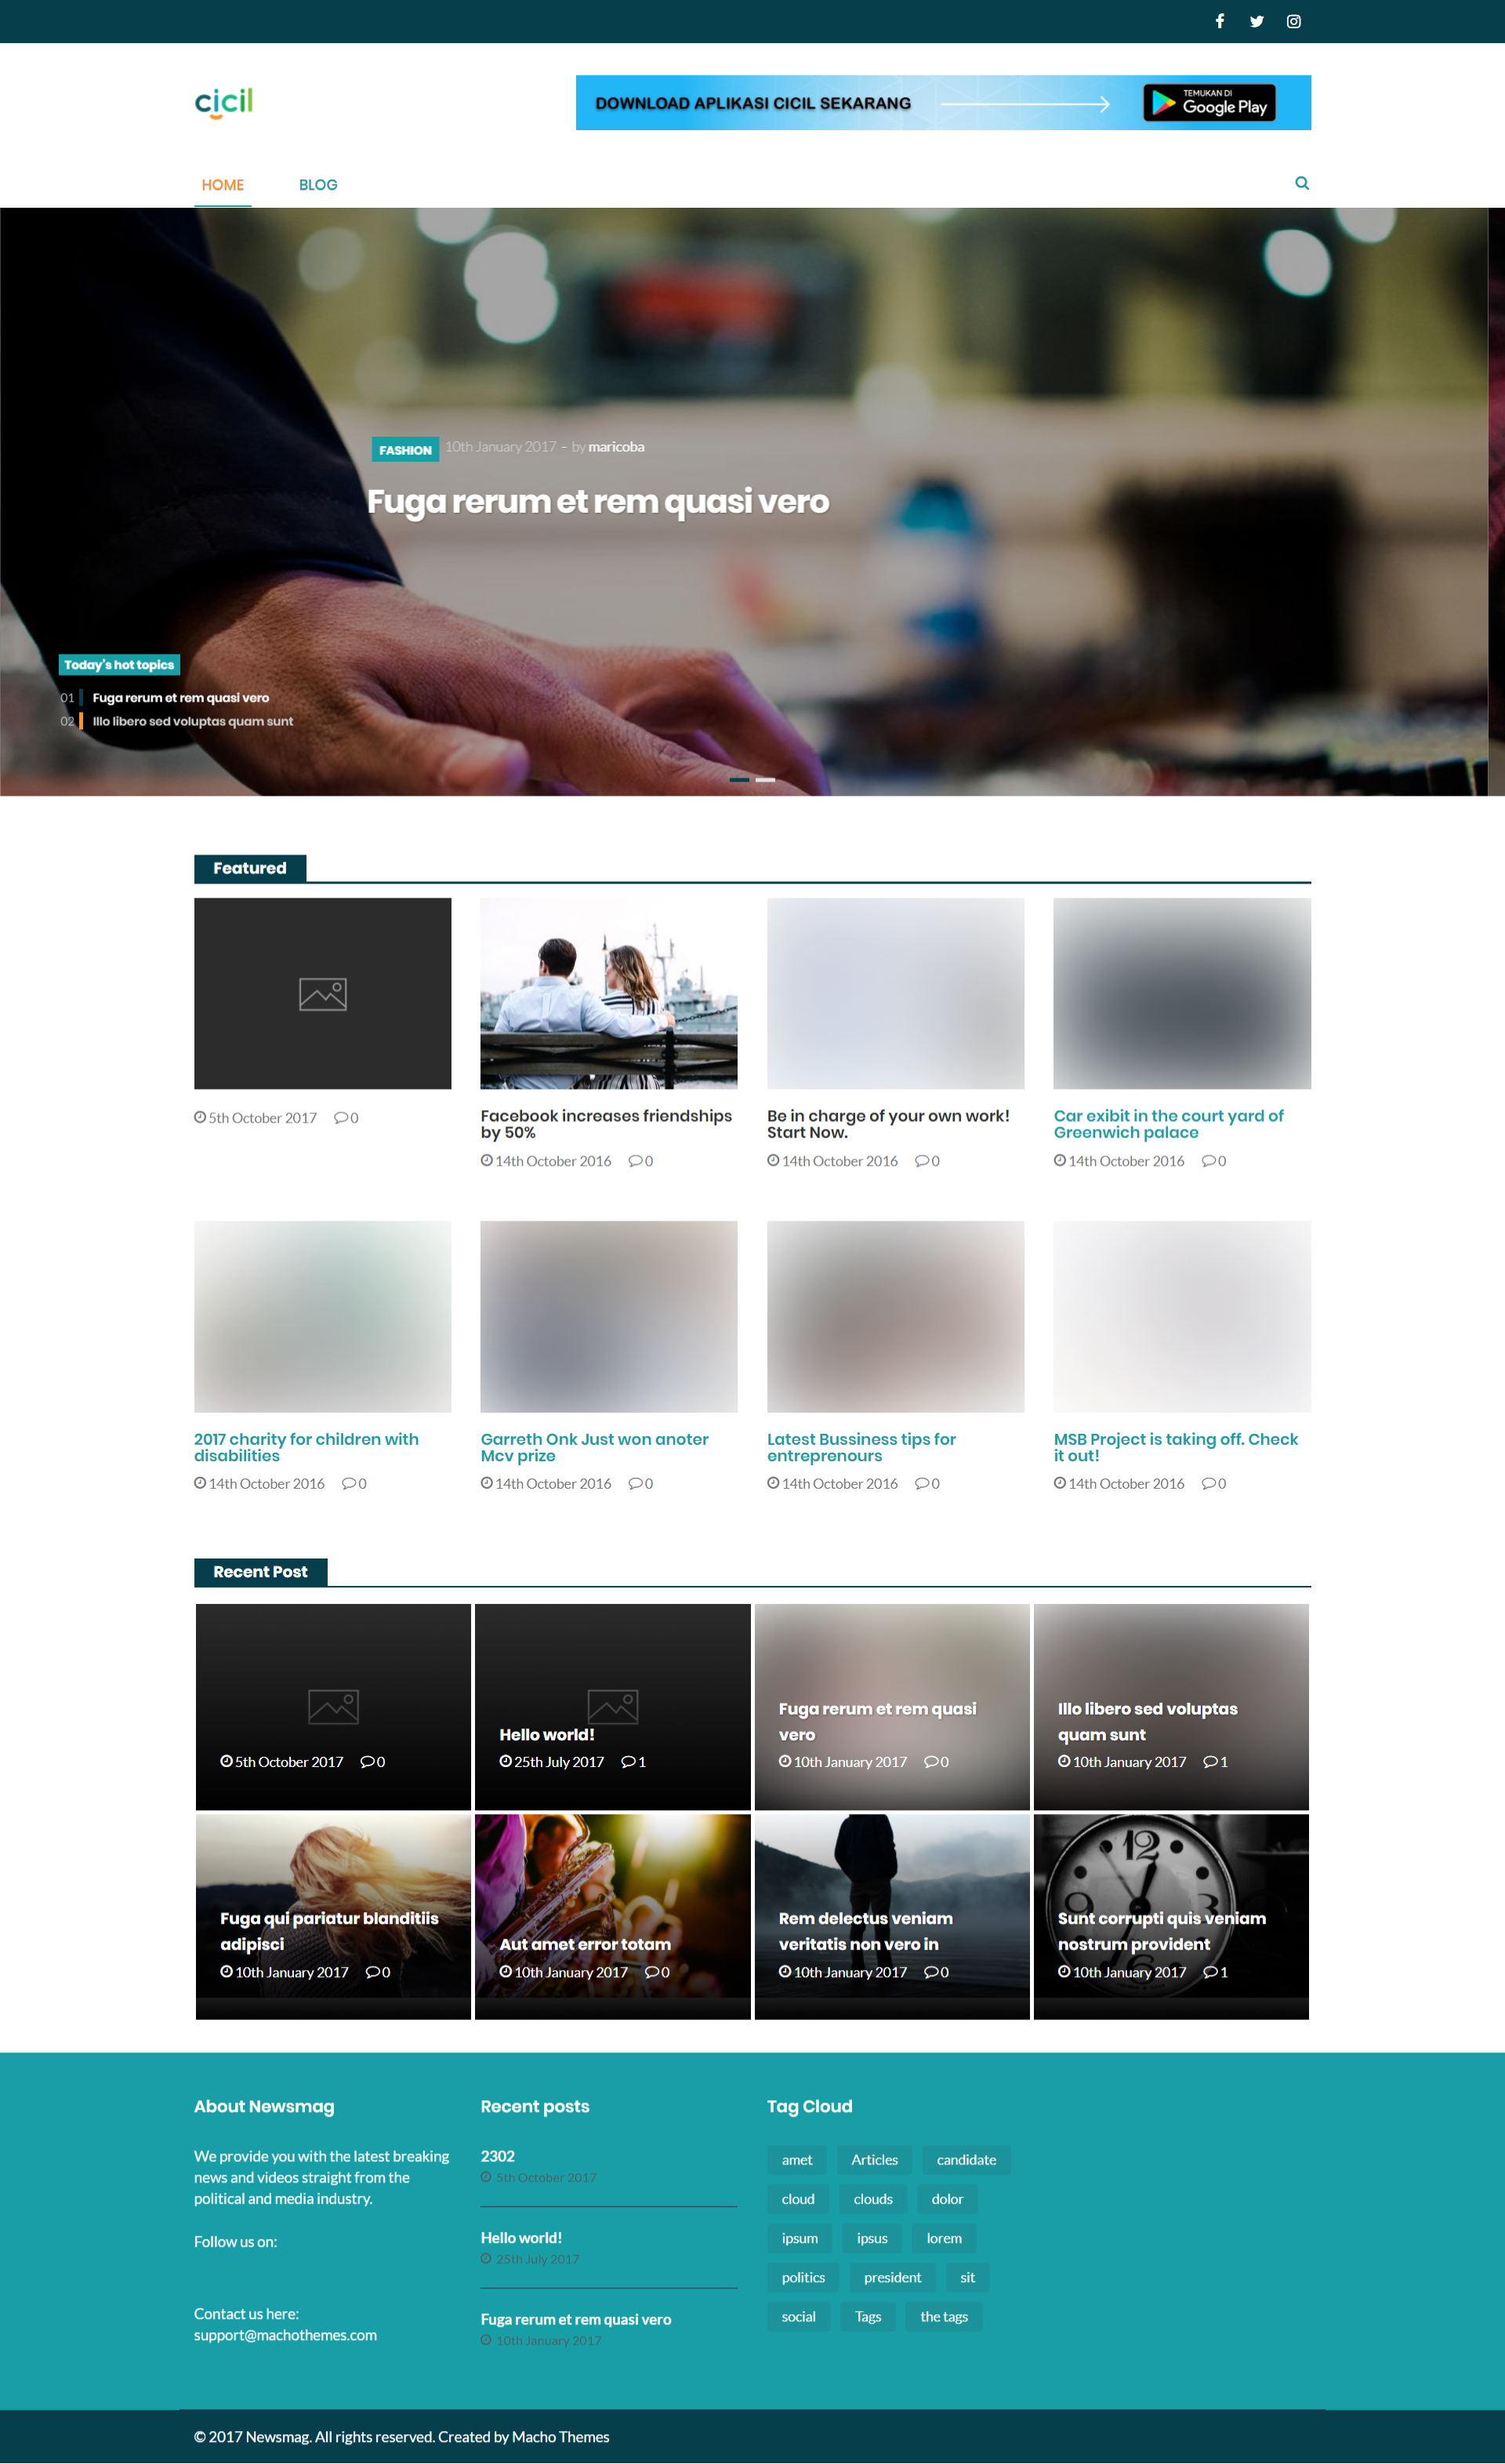 cicil
DOWNLOAD APLIKASI CICIL SEKARANG
TEMUKAN DI
Google Play
HOME
BLOG
FASHION
10th January 2017 - by maricoba
Fuga rerum et rem quasi vero
Today's hot topics
01 Fuga rerum et rem quasi vero
02 Illo libero sed voluptas quam sunt
Featured
5th October 2017 0
Facebook increases friendships
by 50%
14th October 2016 0
Be in charge of your own work!
Start Now.
14th October 2016 0
Car exibit in the court yard of
Greenwich palace
14th October 2016 0
2017 charity for children with
disabilities
14th October 2016 0
Garreth Onk Just won anoter
Mcv prize
14th October 2016 0
Latest Bussiness tips for
entreprenours
14th October 2016 0
MSB Project is taking off. Check
it out!
14th October 2016 0
Recent Post
5th October 2017 0
Hello world!
25th July 2017 1
Fuga rerum et rem quasi
vero
10th January 2017 0
Illo libero sed voluptas
quam sunt
10th January 2017 1
Fuga qui pariatur blanditiis
adipisci
10th January 2017 0
Aut amet error totam
10th January 2017 0
Rem delectus veniam
veritatis non vero in
10th January 2017 0
12
Sunt corrupti quis veniam
nostrum provident
10th January 2017 1
About Newsmag
We provide you with the latest breaking
news and videos straight from the
political and media industry.
Follow us on:
Contact us here:
support@machothemes.com
Recent posts
2302
5th October 2017
Hello world!
25th July 2017
Fuga rerum et rem quasi vero
10th January 2017
Tag Cloud
amet Articles candidate
cloud clouds dolor
ipsum ipsus lorem
politics president sit
social Tags the tags
© 2017 Newsmag. All rights reserved. Created by Macho Themes